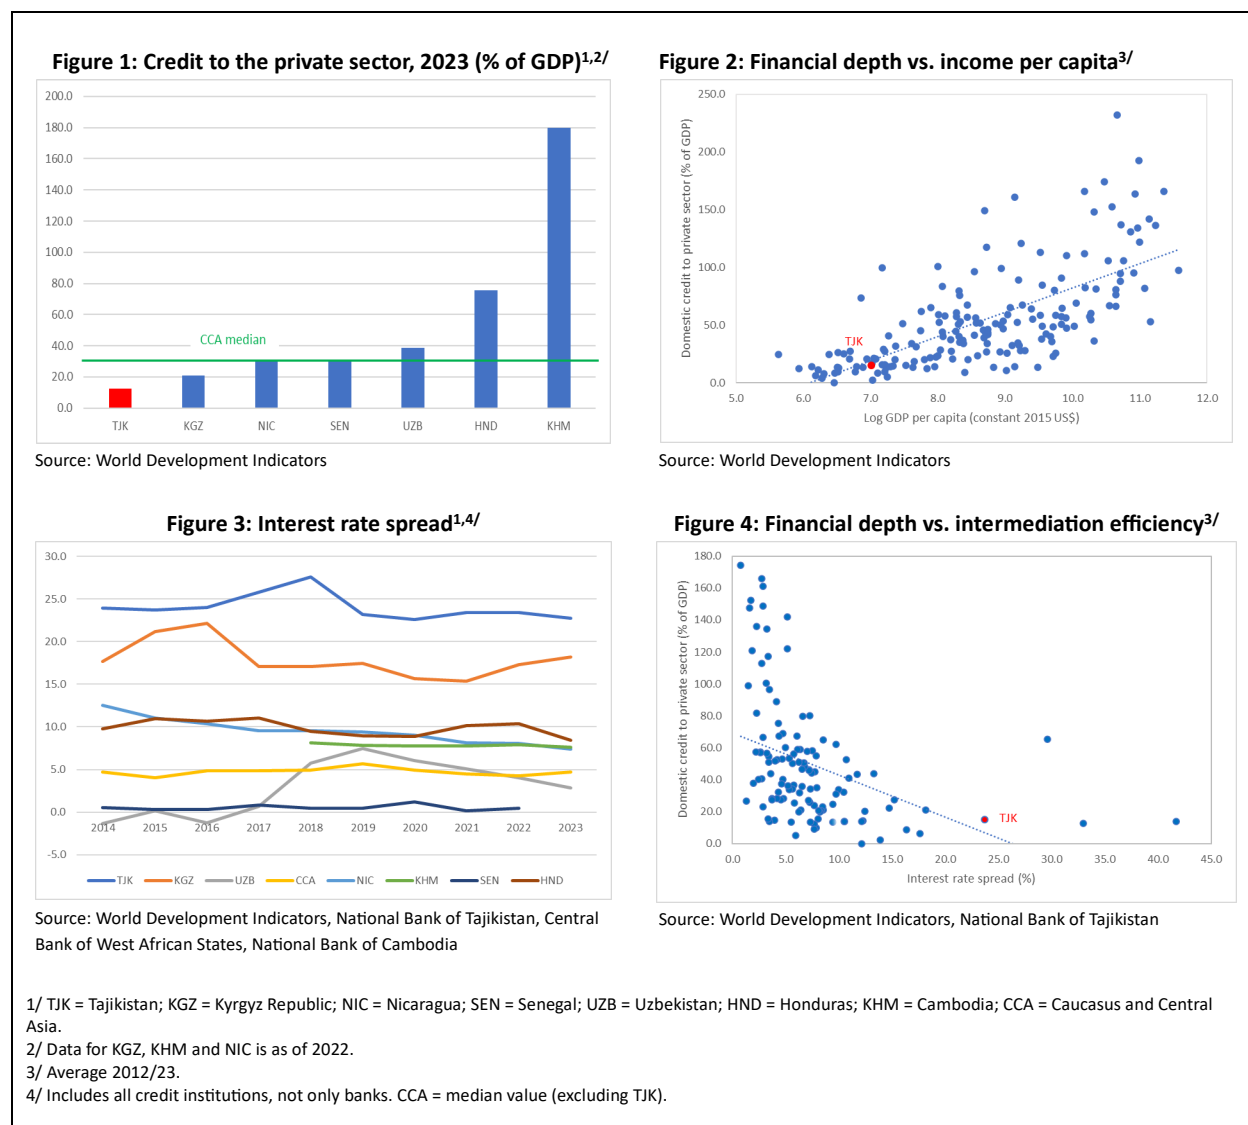 Figure 1: Credit to the private sector, 2023 (% of GDP)1,2/
200.0
180.0
160.0
140.0
120.0
100.0
80.0
60.0
40.0
20.0
0.0
CCA median
TJK KGZ NIC SEN UZB HND KHM
Source: World Development Indicators
Figure 2: Financial depth vs. income per capita3/
Domestic credit to private sector (% of GDP)
250.0
200.0
150.0
100.0
50.0
0.0
TJK
5.0 6.0 7.0 8.0 9.0 10.0 11.0 12.0
Log GDP per capita (constant 2015 US$)
Source: World Development Indicators
Figure 3: Interest rate spread1,4/
30.0
25.0
20.0
15.0
10.0
5.0
0.0
-5.0
2014 2015 2016 2017 2018 2019 2020 2021 2022 2023
TJK KGZ UZB CCA NIC KHM SEN HND
Source: World Development Indicators, National Bank of Tajikistan, Central
Bank of West African States, National Bank of Cambodia
Figure 4: Financial depth vs. intermediation efficiency3/
Domestic credit to private sector (% of GDP)
180.0
160.0
140.0
120.0
100.0
80.0
60.0
40.0
20.0
0.0
TJK
0.0 5.0 10.0 15.0 20.0 25.0 30.0 35.0 40.0 45.0
Interest rate spread (%)
Source: World Development Indicators, National Bank of Tajikistan
1/ TJK = Tajikistan; KGZ = Kyrgyz Republic; NIC = Nicaragua; SEN = Senegal; UZB = Uzbekistan; HND = Honduras; KHM = Cambodia; CCA = Caucasus and Central
Asia.
2/ Data for KGZ, KHM and NIC is as of 2022.
3/ Average 2012/23.
4/ Includes all credit institutions, not only banks. CCA = median value (excluding TJK).